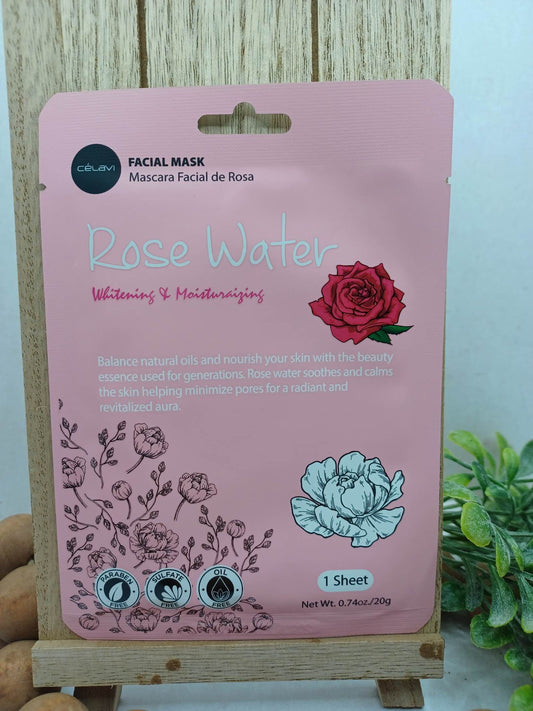 CéLavi
FACIAL MASK
Mascara Facial de Rosa
Rose Water
Whitening & Moisturaizing
Balance natural oils and nourish your skin with the beauty
essence used for generations. Rose water soothes and calms
the skin helping minimize pores for a radiant and
revitalized aura.
PARABEN
FREE
SULFATE
FREE
OIL
FREE
1 Sheet
Net Wt. 0.74oz./20g